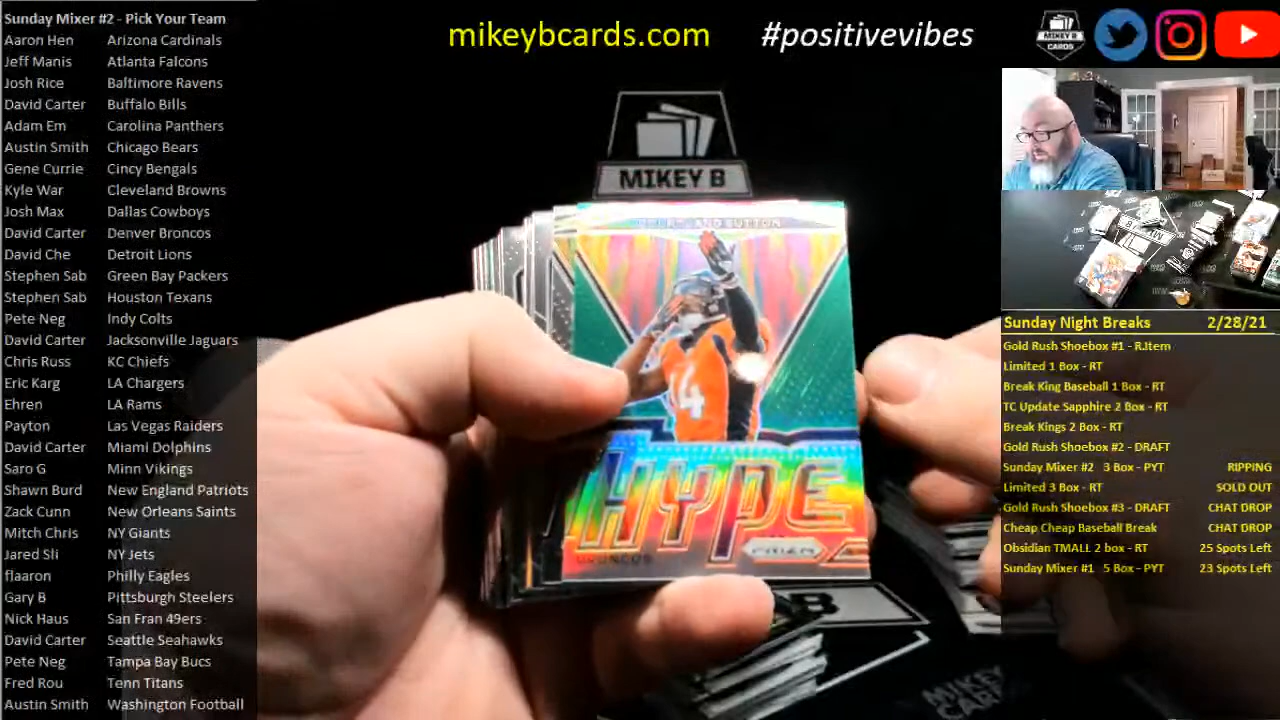 Sunday Mixer #2 - Pick Your Team
Aaron Hen Arizona Cardinals
Jeff Manis Atlanta Falcons
Josh Rice Baltimore Ravens
David Carter Buffalo Bills
Adam Em Carolina Panthers
Austin Smith Chicago Bears
Gene Currie Cincy Bengals
Kyle War Cleveland Browns
Josh Max Dallas Cowboys
David Carter Denver Broncos
David Che Detroit Lions
Stephen Sab Green Bay Packers
Stephen Sab Houston Texans
Pete Neg Indy Colts
David Carter Jacksonville Jaguars
Chris Russ KC Chiefs
Eric Karg LA Chargers
Ehren LA Rams
Payton Las Vegas Raiders
David Carter Miami Dolphins
Saro G Minn Vikings
Shawn Burd New England Patriots
Zack Cunn New Orleans Saints
Mitch Chris NY Giants
Jared Sli NY Jets
flaaron Philly Eagles
Gary B Pittsburgh Steelers
Nick Haus San Fran 49ers
David Carter Seattle Seahawks
Pete Neg Tampa Bay Bucs
Fred Rou Tenn Titans
Austin Smith Washington Football
mikeybcards.com #positivevibes
MIKEY B
CARDS
MIKEY B
SUTTON
14
HYPE
PRIZM
BRONCOS
B
Sunday Night Breaks 2/28/21
Gold Rush Shoebox #1 - R.Item
Limited 1 Box - RT
Break King Baseball 1 Box - RT
TC Update Sapphire 2 Box - RT
Break Kings 2 Box - RT
Gold Rush Shoebox #2 - DRAFT
Sunday Mixer #2 3 Box - PYT RIPPING
Limited 3 Box - RT SOLD OUT
Gold Rush Shoebox #3 - DRAFT CHAT DROP
Cheap Cheap Baseball Break CHAT DROP
Obsidian TMALL 2 box - RT 25 Spots Left
Sunday Mixer #1 5 Box - PYT 23 Spots Left